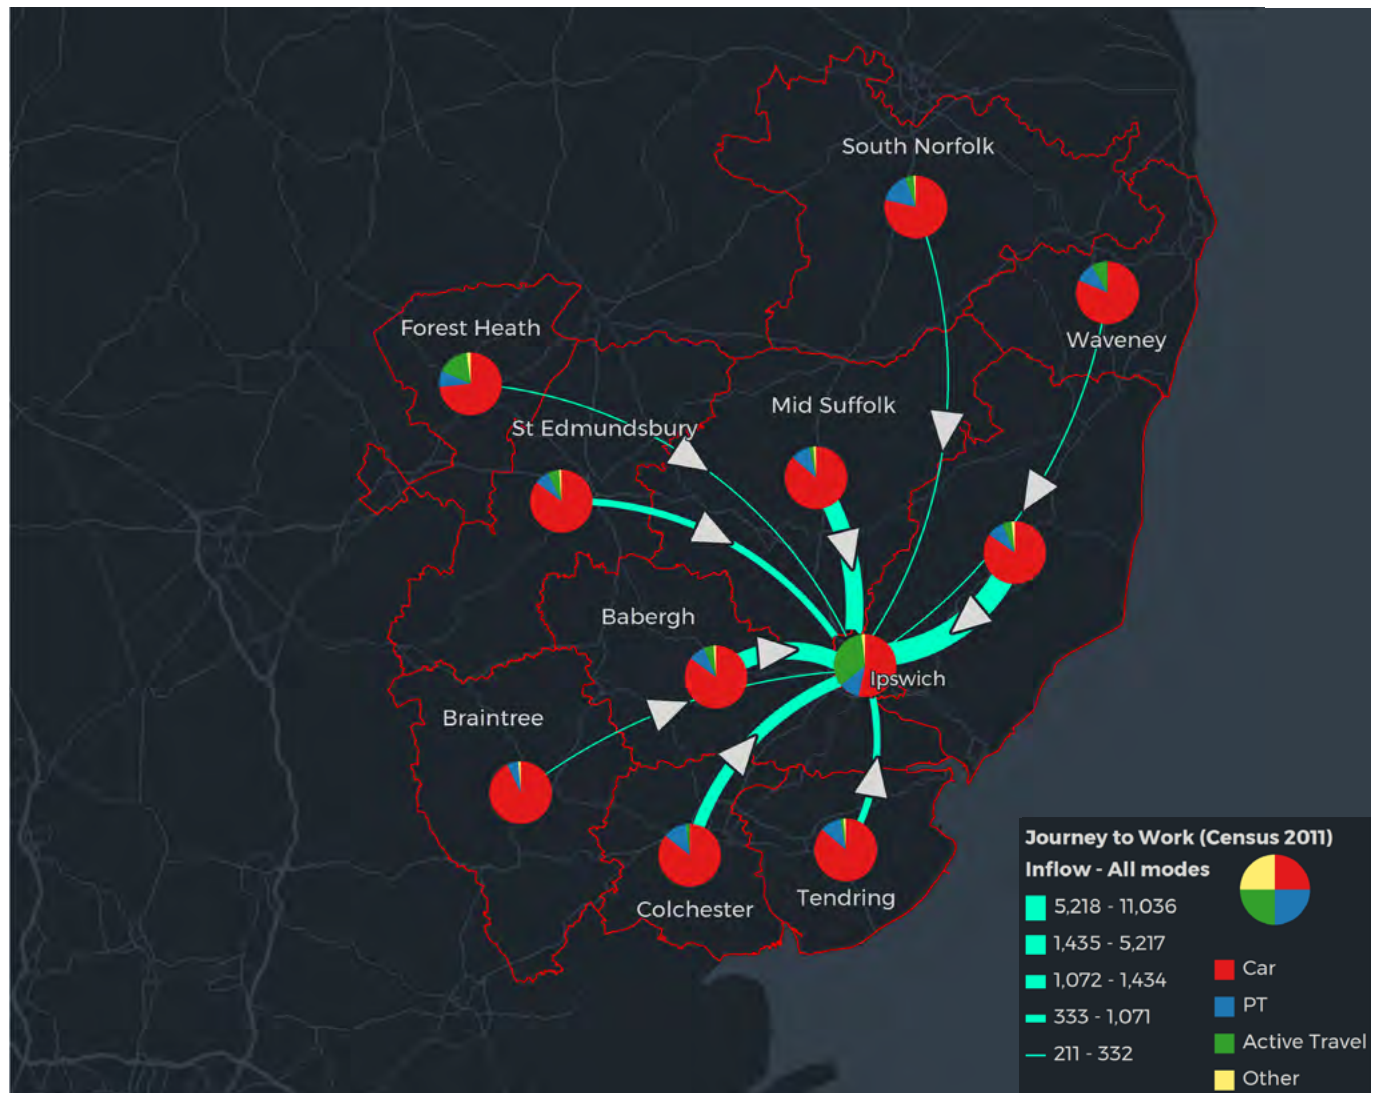 South Norfolk
Waveney
Forest Heath
Mid Suffolk
St Edmundsbury
Babergh
Ipswich
Braintree
Tendring
Colchester
Journey to Work (Census 2011)
Inflow - All modes
5,218 - 11,036
1,435 - 5,217
1,072 - 1,434
333 - 1,071
211 - 332
Car
PT
Active Travel
Other